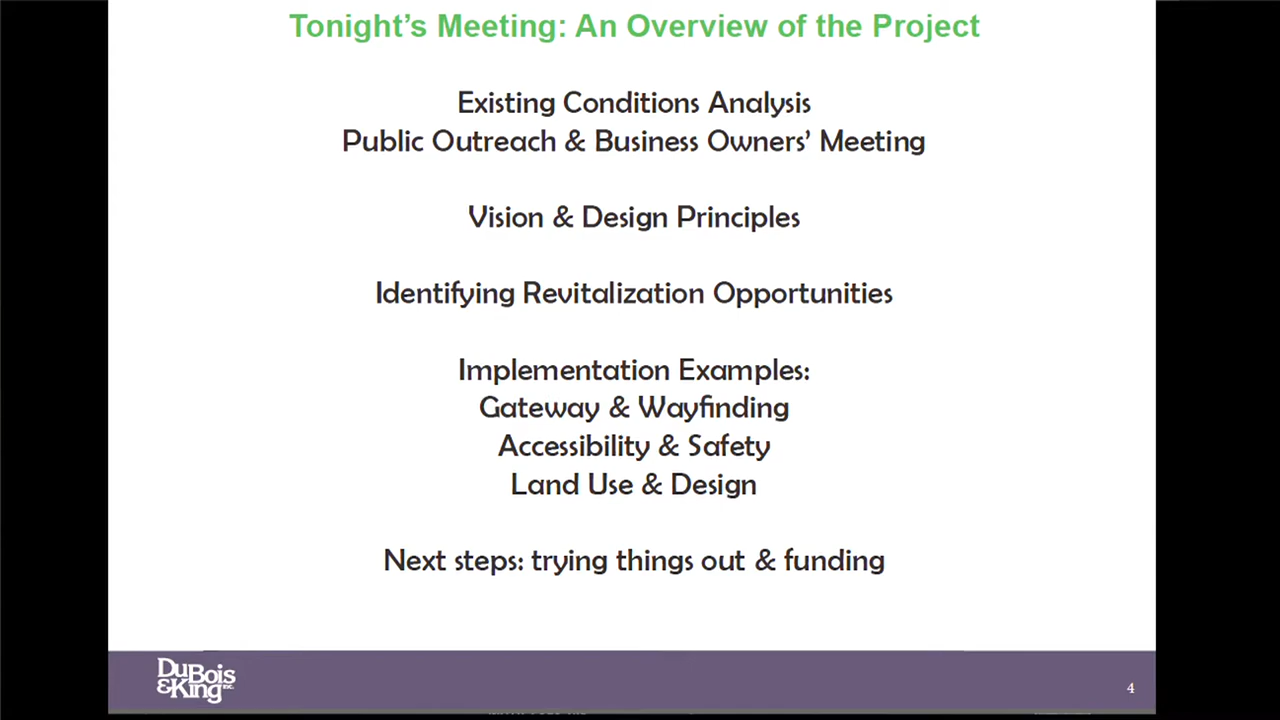 Tonight's Meeting: An Overview of the Project
Existing Conditions Analysis
Public Outreach & Business Owners' Meeting
Vision & Design Principles
Identifying Revitalization Opportunities
Implementation Examples:
Gateway & Wayfinding
Accessibility & Safety
Land Use & Design
Next steps: trying things out & funding
DuBois
&King INC.
4